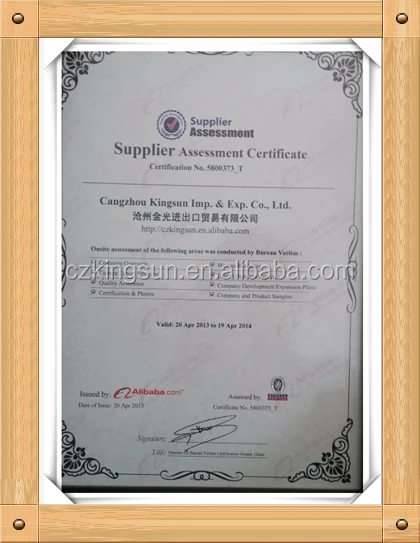 Supplier
Assessment
Supplier Assessment Certificate
Certification No. 5800373_T
Cangzhou Kingsun Imp. & Exp. Co., Ltd.
沧州金光进出口贸易有限公司
http://czkingsun.en.alibaba.com
Onsite assessment of the following areas was conducted by Bureau Veritas :
czkingsun.en.alibaba.com
Quality Assurance
Company Development/Expansion Plans
Certification & Photos
Company and Product Samples
Valid: 20 Apr 2013 to 19 Apr 2014
Issued by: Alibaba.com
Date of Issue: 20 Apr 2013
Assessed by:
Certificate No. 5800373_T
Signature: